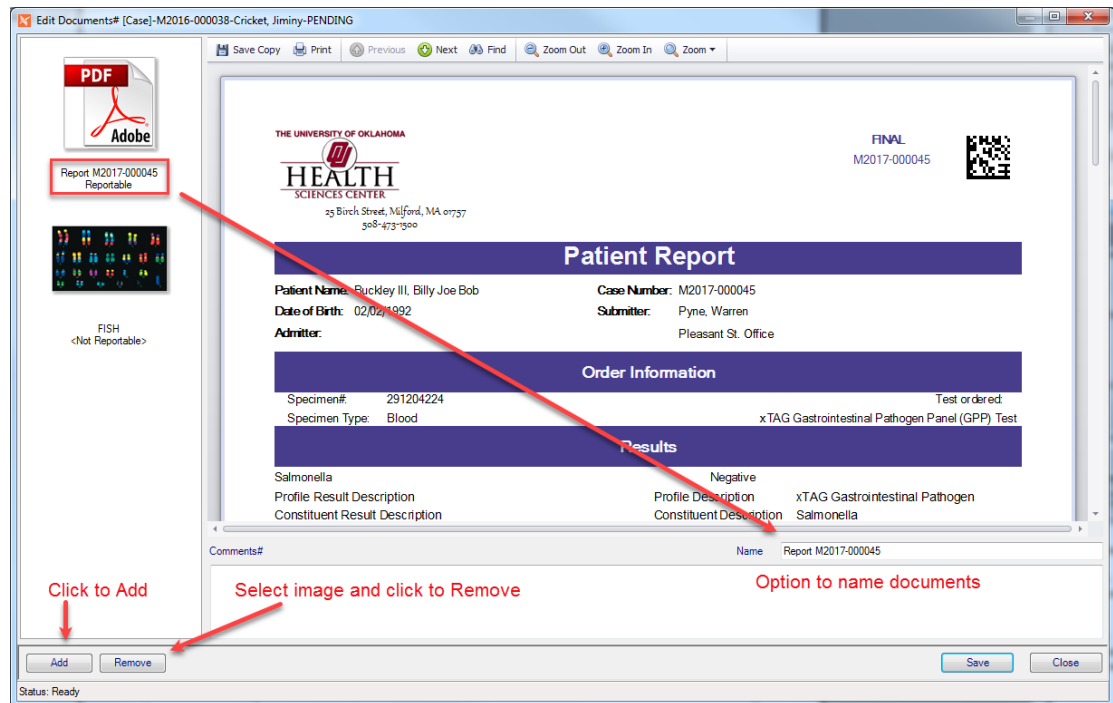 Edit Documents# [Case]-M2016-000038-Cricket, Jiminy-PENDING
Save Copy Print Previous Next Find Zoom Out Zoom In Zoom
PDF
Adobe
Report M2017-000045
Reportable
FISH
<Not Reportable>
THE UNIVERSITY OF OKLAHOMA
HEALTH
SCIENCES CENTER
25 Birch Street, Milford, MA 01757
508-473-1500
FINAL
M2017-000045
Patient Report
Patient Name: Buckley III, Billy Joe Bob Case Number: M2017-000045
Date of Birth: 02/02/1992 Submitter: Pyne, Warren
Admitter: Pleasant St. Office
Order Information
Specimen#: 291204224 Test ordered:
Specimen Type: Blood xTAG Gastrointestinal Pathogen Panel (GPP) Test
Results
Salmonella Negative
Profile Result Description Profile Description xTAG Gastrointestinal Pathogen
Constituent Result Description Constituent Description Salmonella
Comments# Name Report M2017-000045
Click to Add
Select image and click to Remove
Option to name documents
Add Remove Save Close
Status: Ready